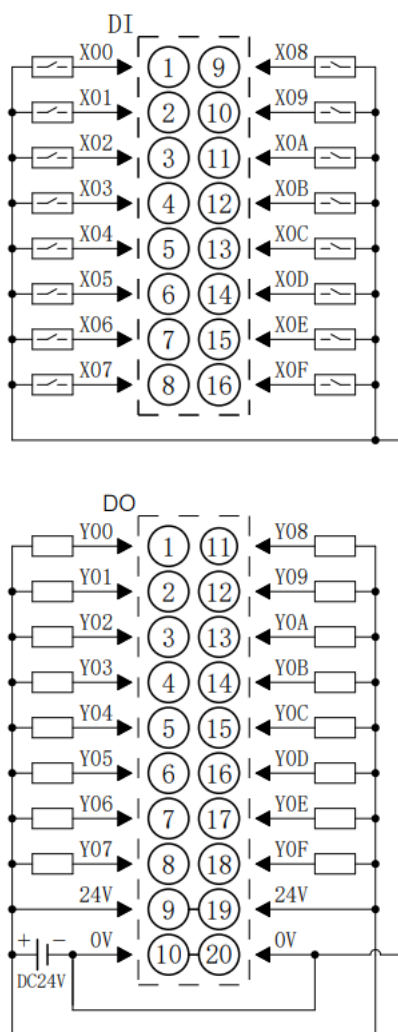 DI
X00 1 9 X08
X01 2 10 X09
X02 3 11 X0A
X03 4 12 X0B
X04 5 13 X0C
X05 6 14 X0D
X06 7 15 X0E
X07 8 16 X0F
DO
Y00 1 11 Y08
Y01 2 12 Y09
Y02 3 13 Y0A
Y03 4 14 Y0B
Y04 5 15 Y0C
Y05 6 16 Y0D
Y06 7 17 Y0E
Y07 8 18 Y0F
24V 9 19 24V
+ - 0V 10 20 0V
DC24V